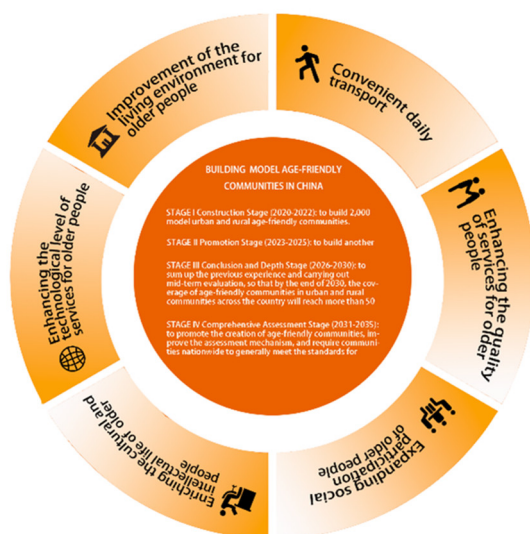 Improvement of the
living environment for
older people
Convenient daily
transport
Enhancing the quality
of services for older
people
Expanding social
participation
of older people
Enriching the cultural and
intellectual life of older
people
Enhancing the
technological level of
services for older people
BUILDING MODEL AGE-FRIENDLY
COMMUNITIES IN CHINA
STAGE I Construction Stage (2020-2022): to build 2,000
model urban and rural age-friendly communities.
STAGE II Promotion Stage (2023-2025): to build another
STAGE III Conclusion and Depth Stage (2026-2030): to
sum up the previous experience and carrying out
mid-term evaluation, so that by the end of 2030, the cov-
erage of age-friendly communities in urban and rural
communities across the country will reach more than 50
STAGE IV Comprehensive Assessment Stage (2031-2035):
to promote the creation of age-friendly communities, im-
prove the assessment mechanism, and require communi-
ties nationwide to generally meet the standards for